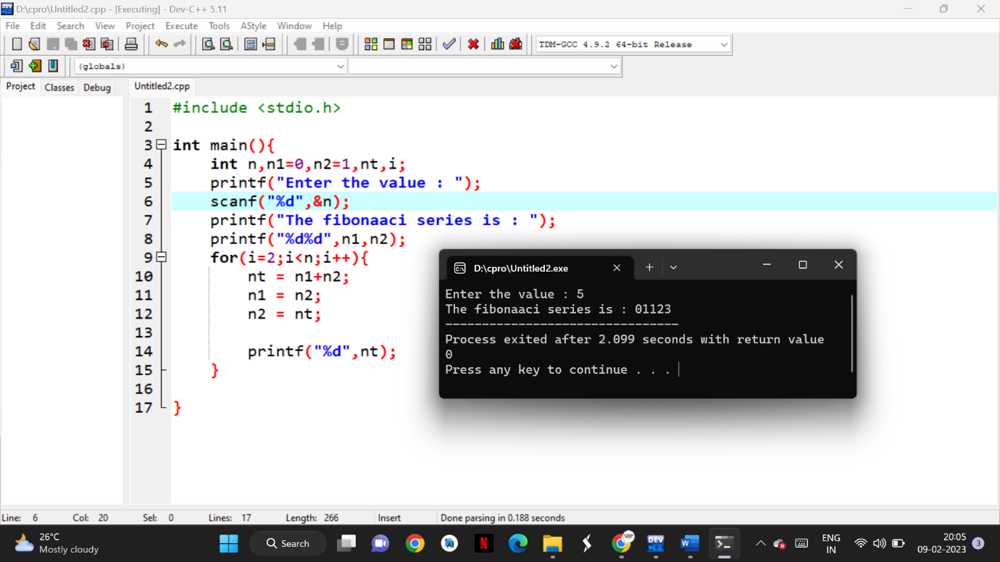 D:\cpro\Untitled2.cpp - [Executing] - Dev-C++ 5.11
File Edit Search View Project Execute Tools AStyle Window Help
TDM-GCC 4.9.2 64-bit Release
(globals)
Project Classes Debug
Untitled2.cpp
1 #include <stdio.h>
2
3 int main(){
4 int n,n1=0,n2=1,nt,i;
5 printf("Enter the value : ");
6 scanf("%d",&n);
7 printf("The fibonaaci series is : ");
8 printf("%d%d",n1,n2);
9 for(i=2;i<n;i++){
10 nt = n1+n2;
11 n1 = n2;
12 n2 = nt;
13
14 printf("%d",nt);
15 }
16
17 }
D:\cpro\Untitled2.exe
Enter the value : 5
The fibonaaci series is : 01123
--------------------------------
Process exited after 2.099 seconds with return value
0
Press any key to continue . . .
Line: 6 Col: 20 Sel: 0 Lines: 17 Length: 266 Insert Done parsing in 0.188 seconds
26°C
Mostly cloudy
Search
DEV
ENG
IN
20:05
09-02-2023
3